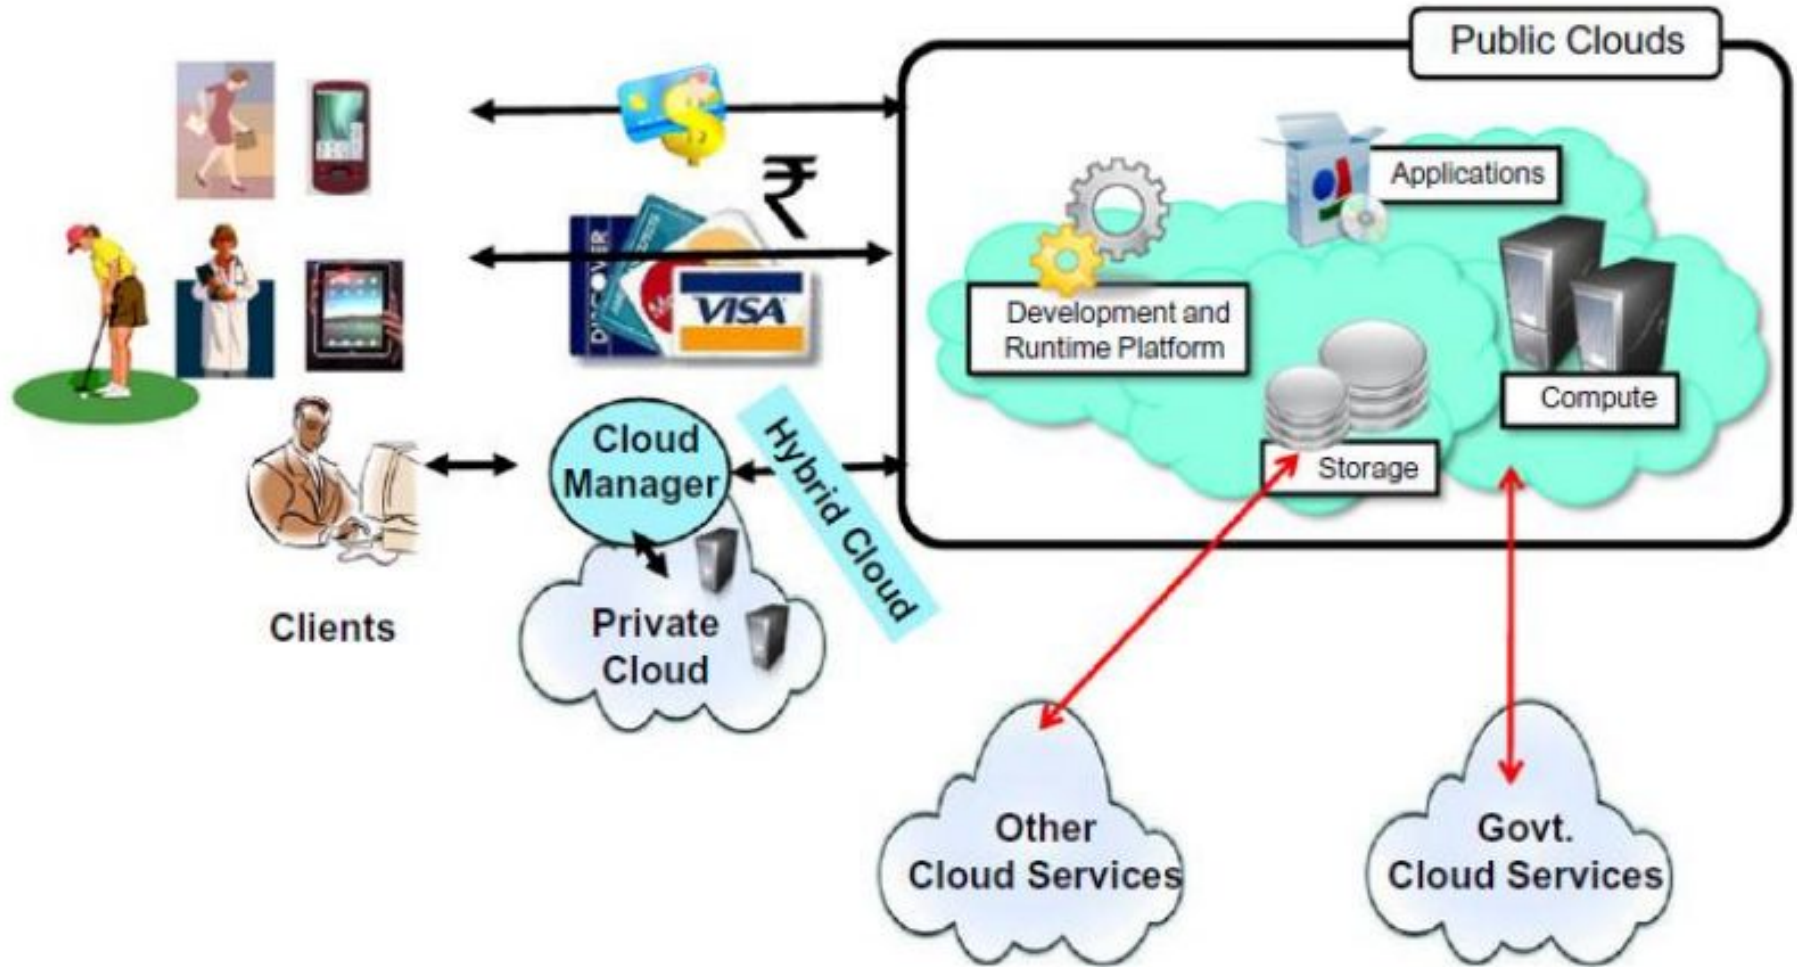 Public Clouds
Applications
Development and
Runtime Platform
Compute
Storage
₹
DISCOVER
VISA
Cloud
Manager
Hybrid Cloud
Private
Cloud
Clients
Other
Cloud Services
Govt.
Cloud Services